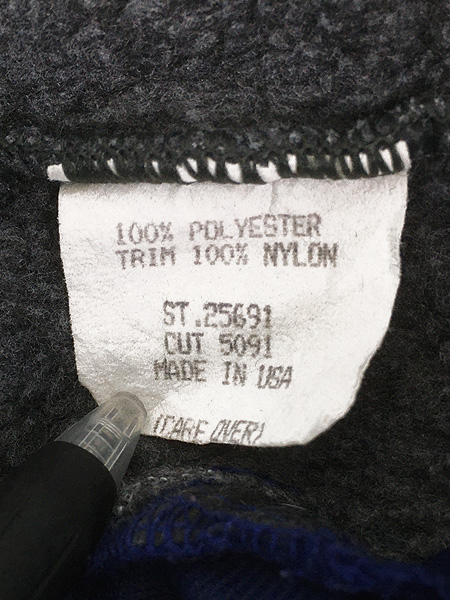 100% POLYESTER
TRIM 100% NYLON
ST.25691
CUT 5091
MADE IN USA
(CARE OVER)